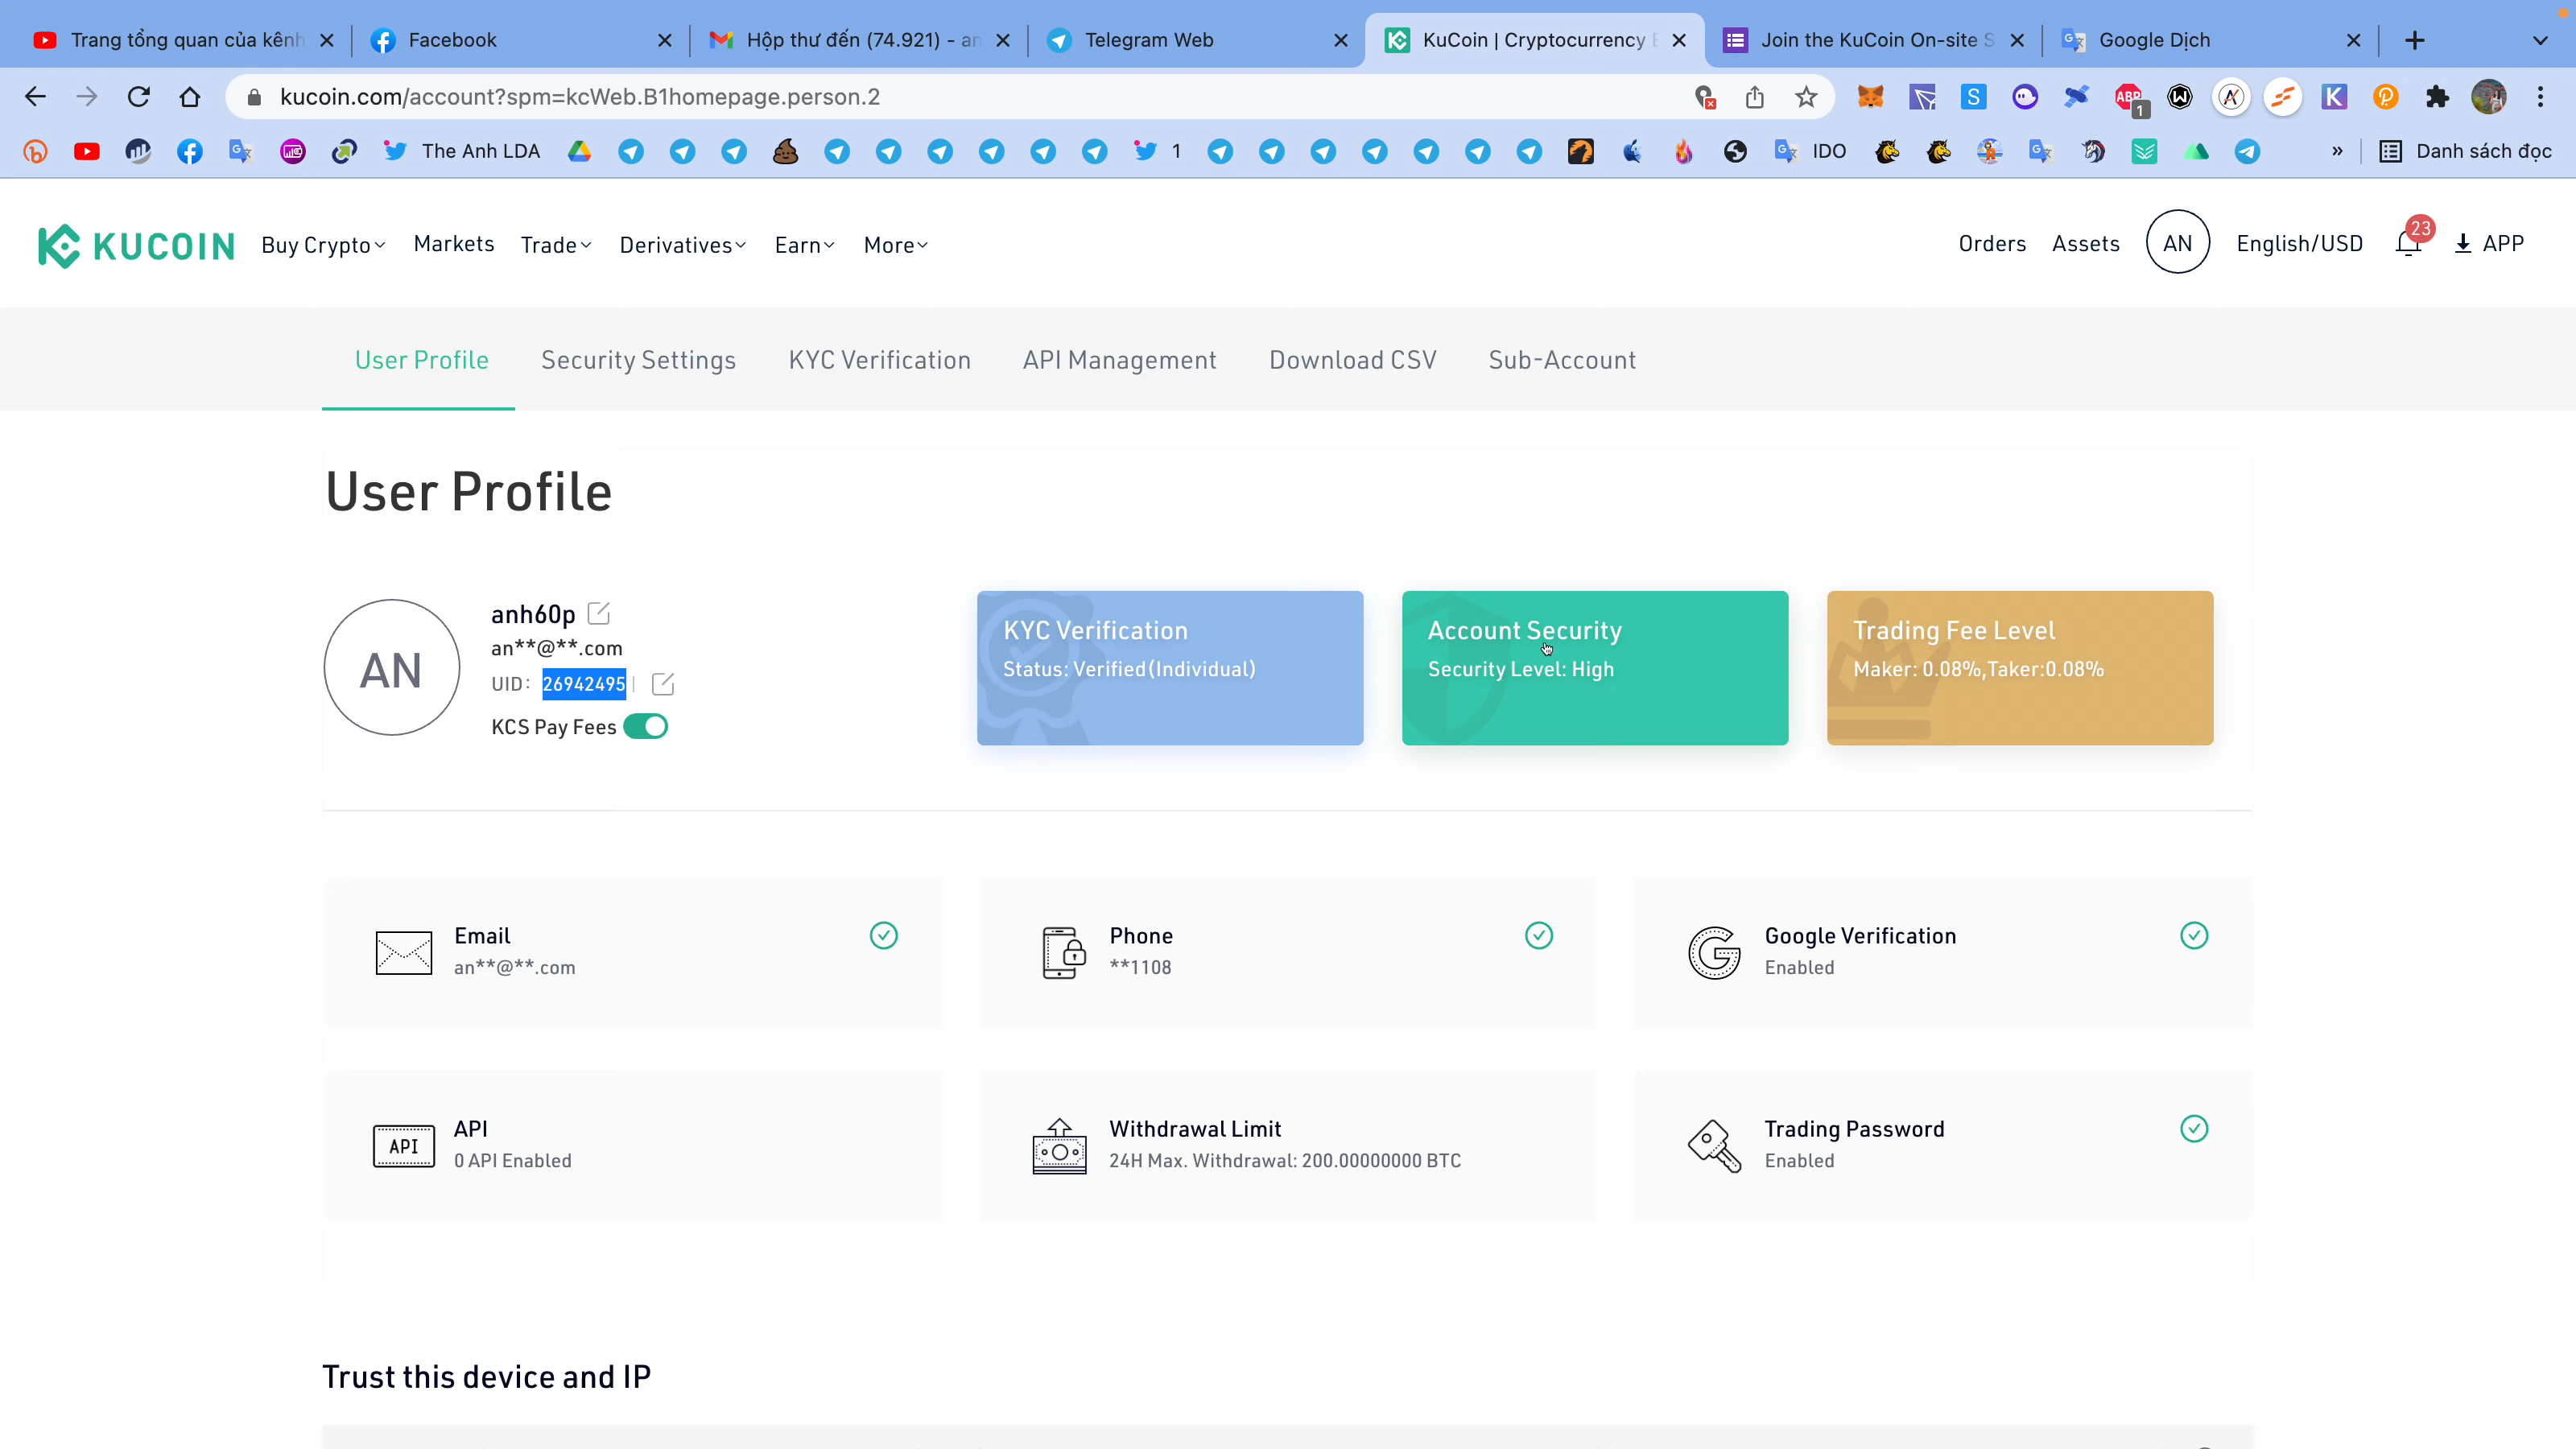 Trang tổng quan của kênh
Facebook
Hộp thư đến (74.921) - an
Telegram Web
KuCoin | Cryptocurrency E
Join the KuCoin On-site S
Google Dịch
kucoin.com/account?spm=kcWeb.B1homepage.person.2
ABP
1
The Anh LDA
1
IDO
»
Danh sách đọc
KUCOIN
Buy Crypto
Markets
Trade
Derivatives
Earn
More
Orders
Assets
AN
English/USD
23
APP
User Profile
Security Settings
KYC Verification
API Management
Download CSV
Sub-Account
User Profile
AN
anh60p
an**@**.com
UID: 26942495
KCS Pay Fees
KYC Verification
Status: Verified(Individual)
Account Security
Security Level: High
Trading Fee Level
Maker: 0.08%,Taker:0.08%
Email
an**@**.com
Phone
**1108
Google Verification
Enabled
API
API
0 API Enabled
Withdrawal Limit
24H Max. Withdrawal: 200.00000000 BTC
Trading Password
Enabled
Trust this device and IP